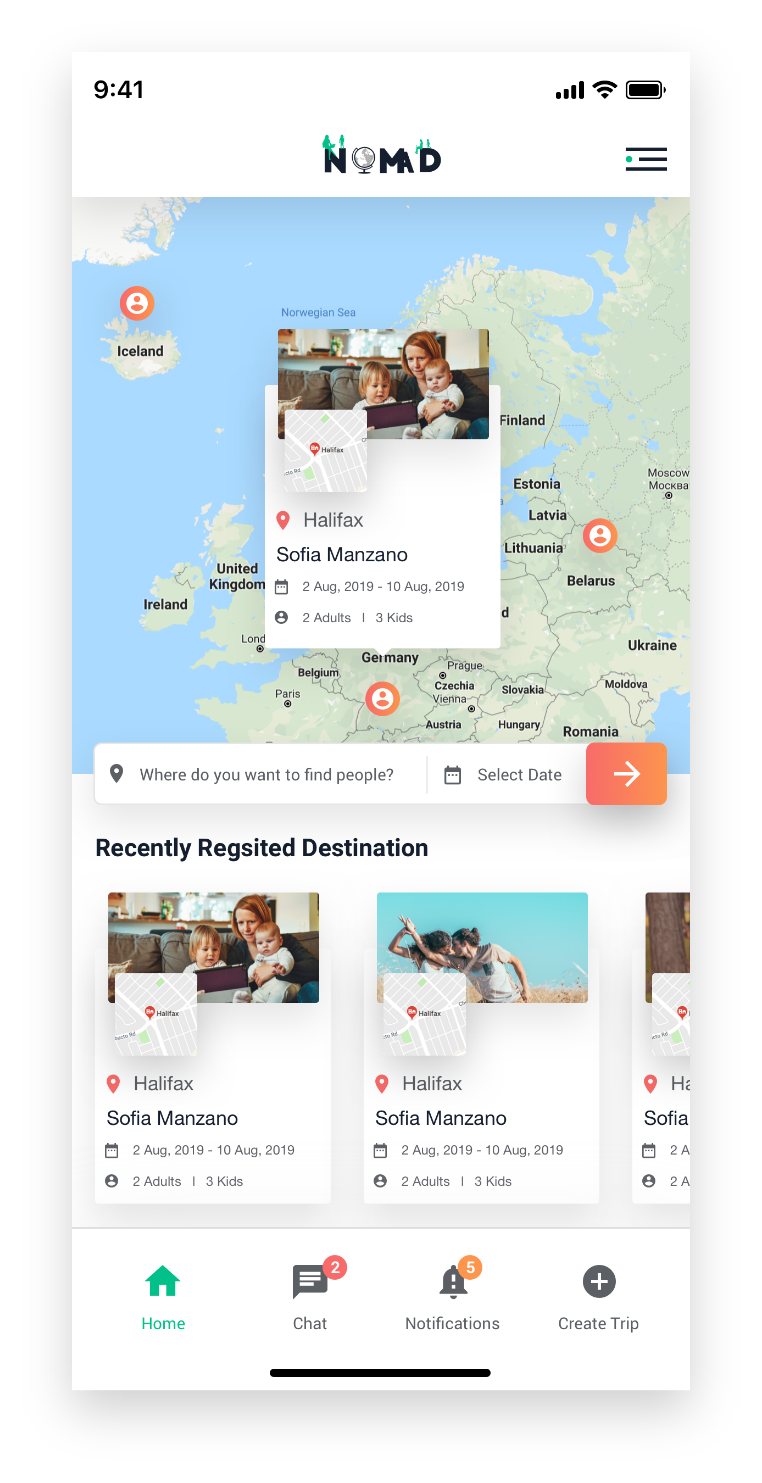 9:41
NOMAD
Norwegian Sea
Iceland
Finland
Halifax
Estonia
Moscow
Москва
Latvia
Halifax
Lithuania
Sofia Manzano
Belarus
United
Kingdom
2 Aug, 2019 - 10 Aug, 2019
Ireland
2 Adults | 3 Kids
d
Lond
Ukraine
Germany
Prague
Belgium
Czechia
Slovakia
Moldova
Paris
Vienna
Austria
Hungary
Romania
Where do you want to find people?
Select Date
Recently Regsited Destination
Halifax
Halifax
Halifax
Halifax
Ha
Sofia Manzano
Sofia Manzano
Sofia
2 Aug, 2019 - 10 Aug, 2019
2 Aug, 2019 - 10 Aug, 2019
2 A
2 Adults | 3 Kids
2 Adults | 3 Kids
2 A
2
5
Home
Chat
Notifications
Create Trip